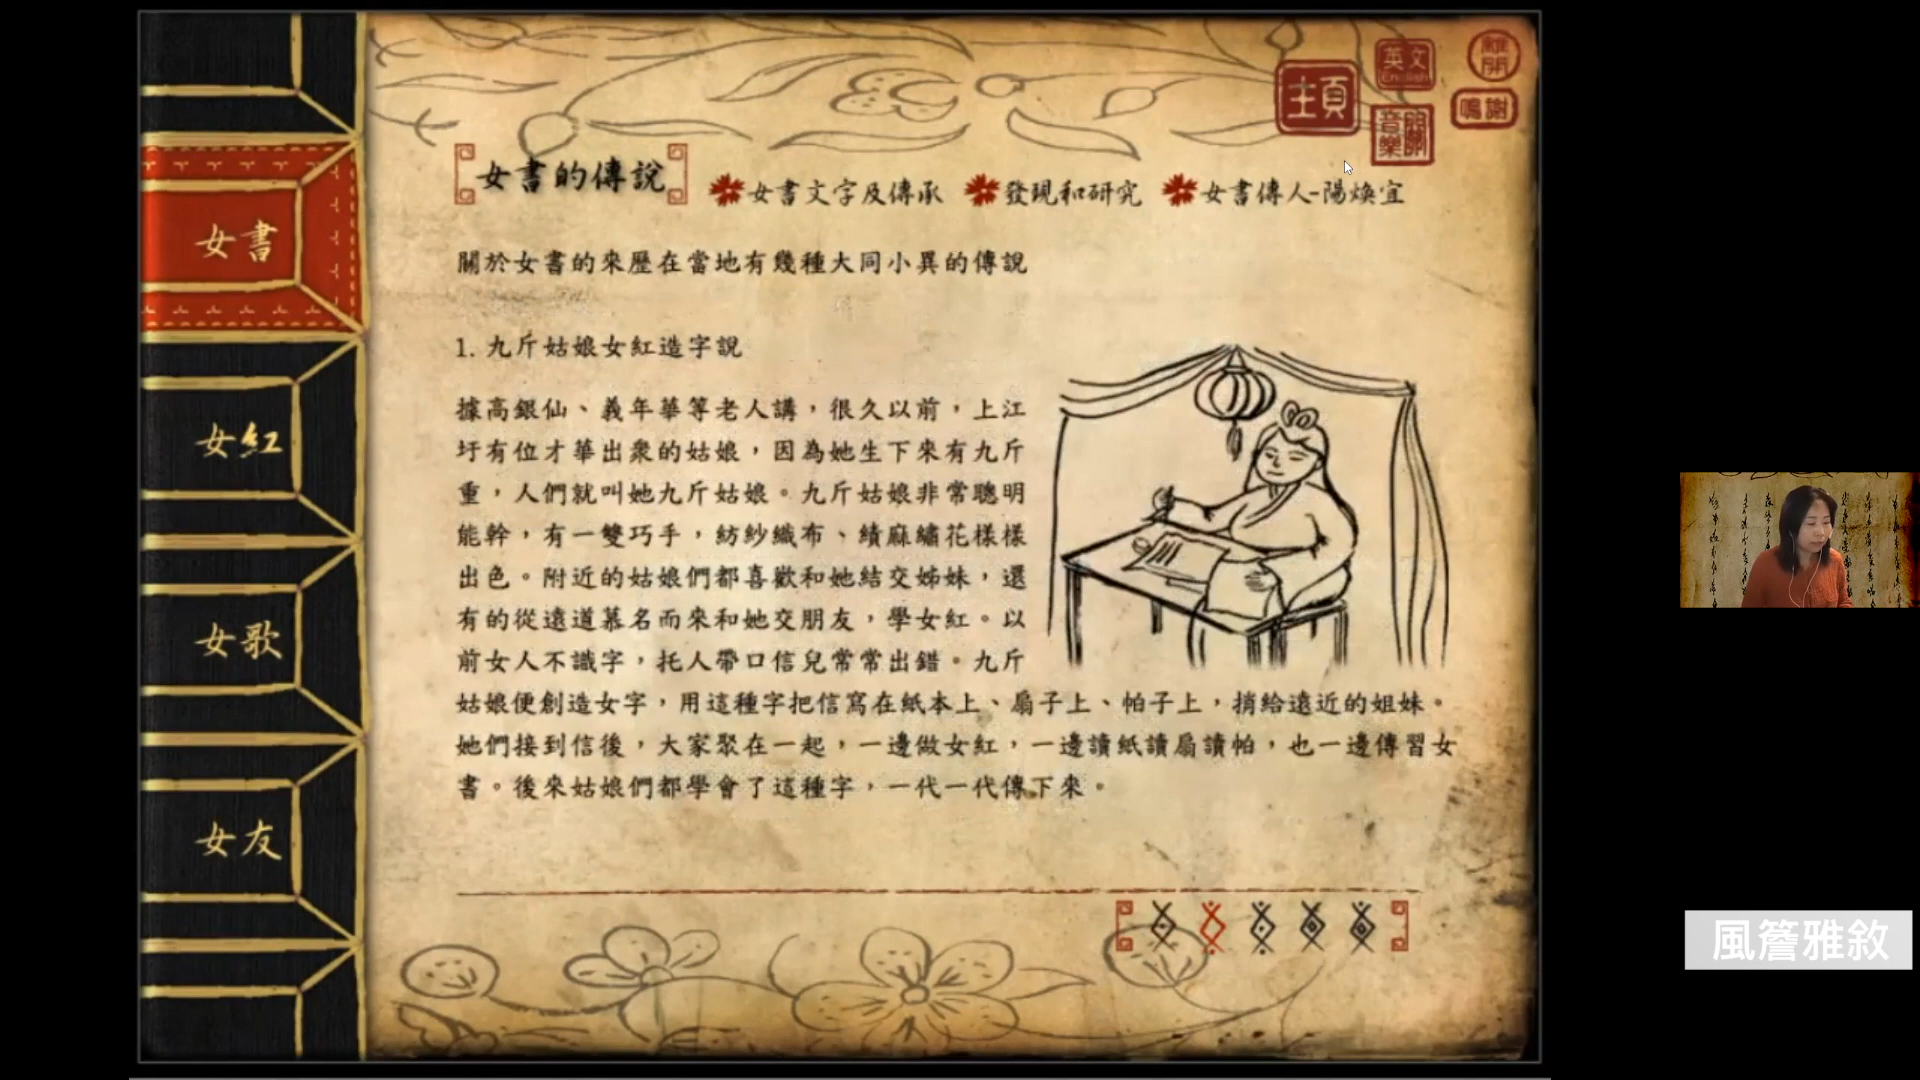 英文
English
離開
主頁
鳴謝
音樂
開關
女書的傳說
女書文字及傳承
發現和研究
女書傳人-陽煥宜
女書
女紅
女歌
女友
關於女書的來歷在當地有幾種大同小異的傳說
1. 九斤姑娘女紅造字說
據高銀仙、義年華等老人講，很久以前，上江
圩有位才華出衆的姑娘，因為她生下來有九斤
重，人們就叫她九斤姑娘。九斤姑娘非常聰明
能幹，有一雙巧手，紡紗織布、績麻繡花樣樣
出色。附近的姑娘們都喜歡和她結交姊妹，還
有的從遠道慕名而來和她交朋友，學女紅。以
前女人不識字，托人帶口信兒常常出錯。九斤
姑娘便創造女字，用這種字把信寫在紙本上、扇子上、帕子上，捎給遠近的姐妹。
她們接到信後，大家聚在一起，一邊做女紅，一邊讀紙讀扇讀帕，也一邊傳習女
書。後來姑娘們都學會了這種字，一代一代傳下來。
風簷雅敘